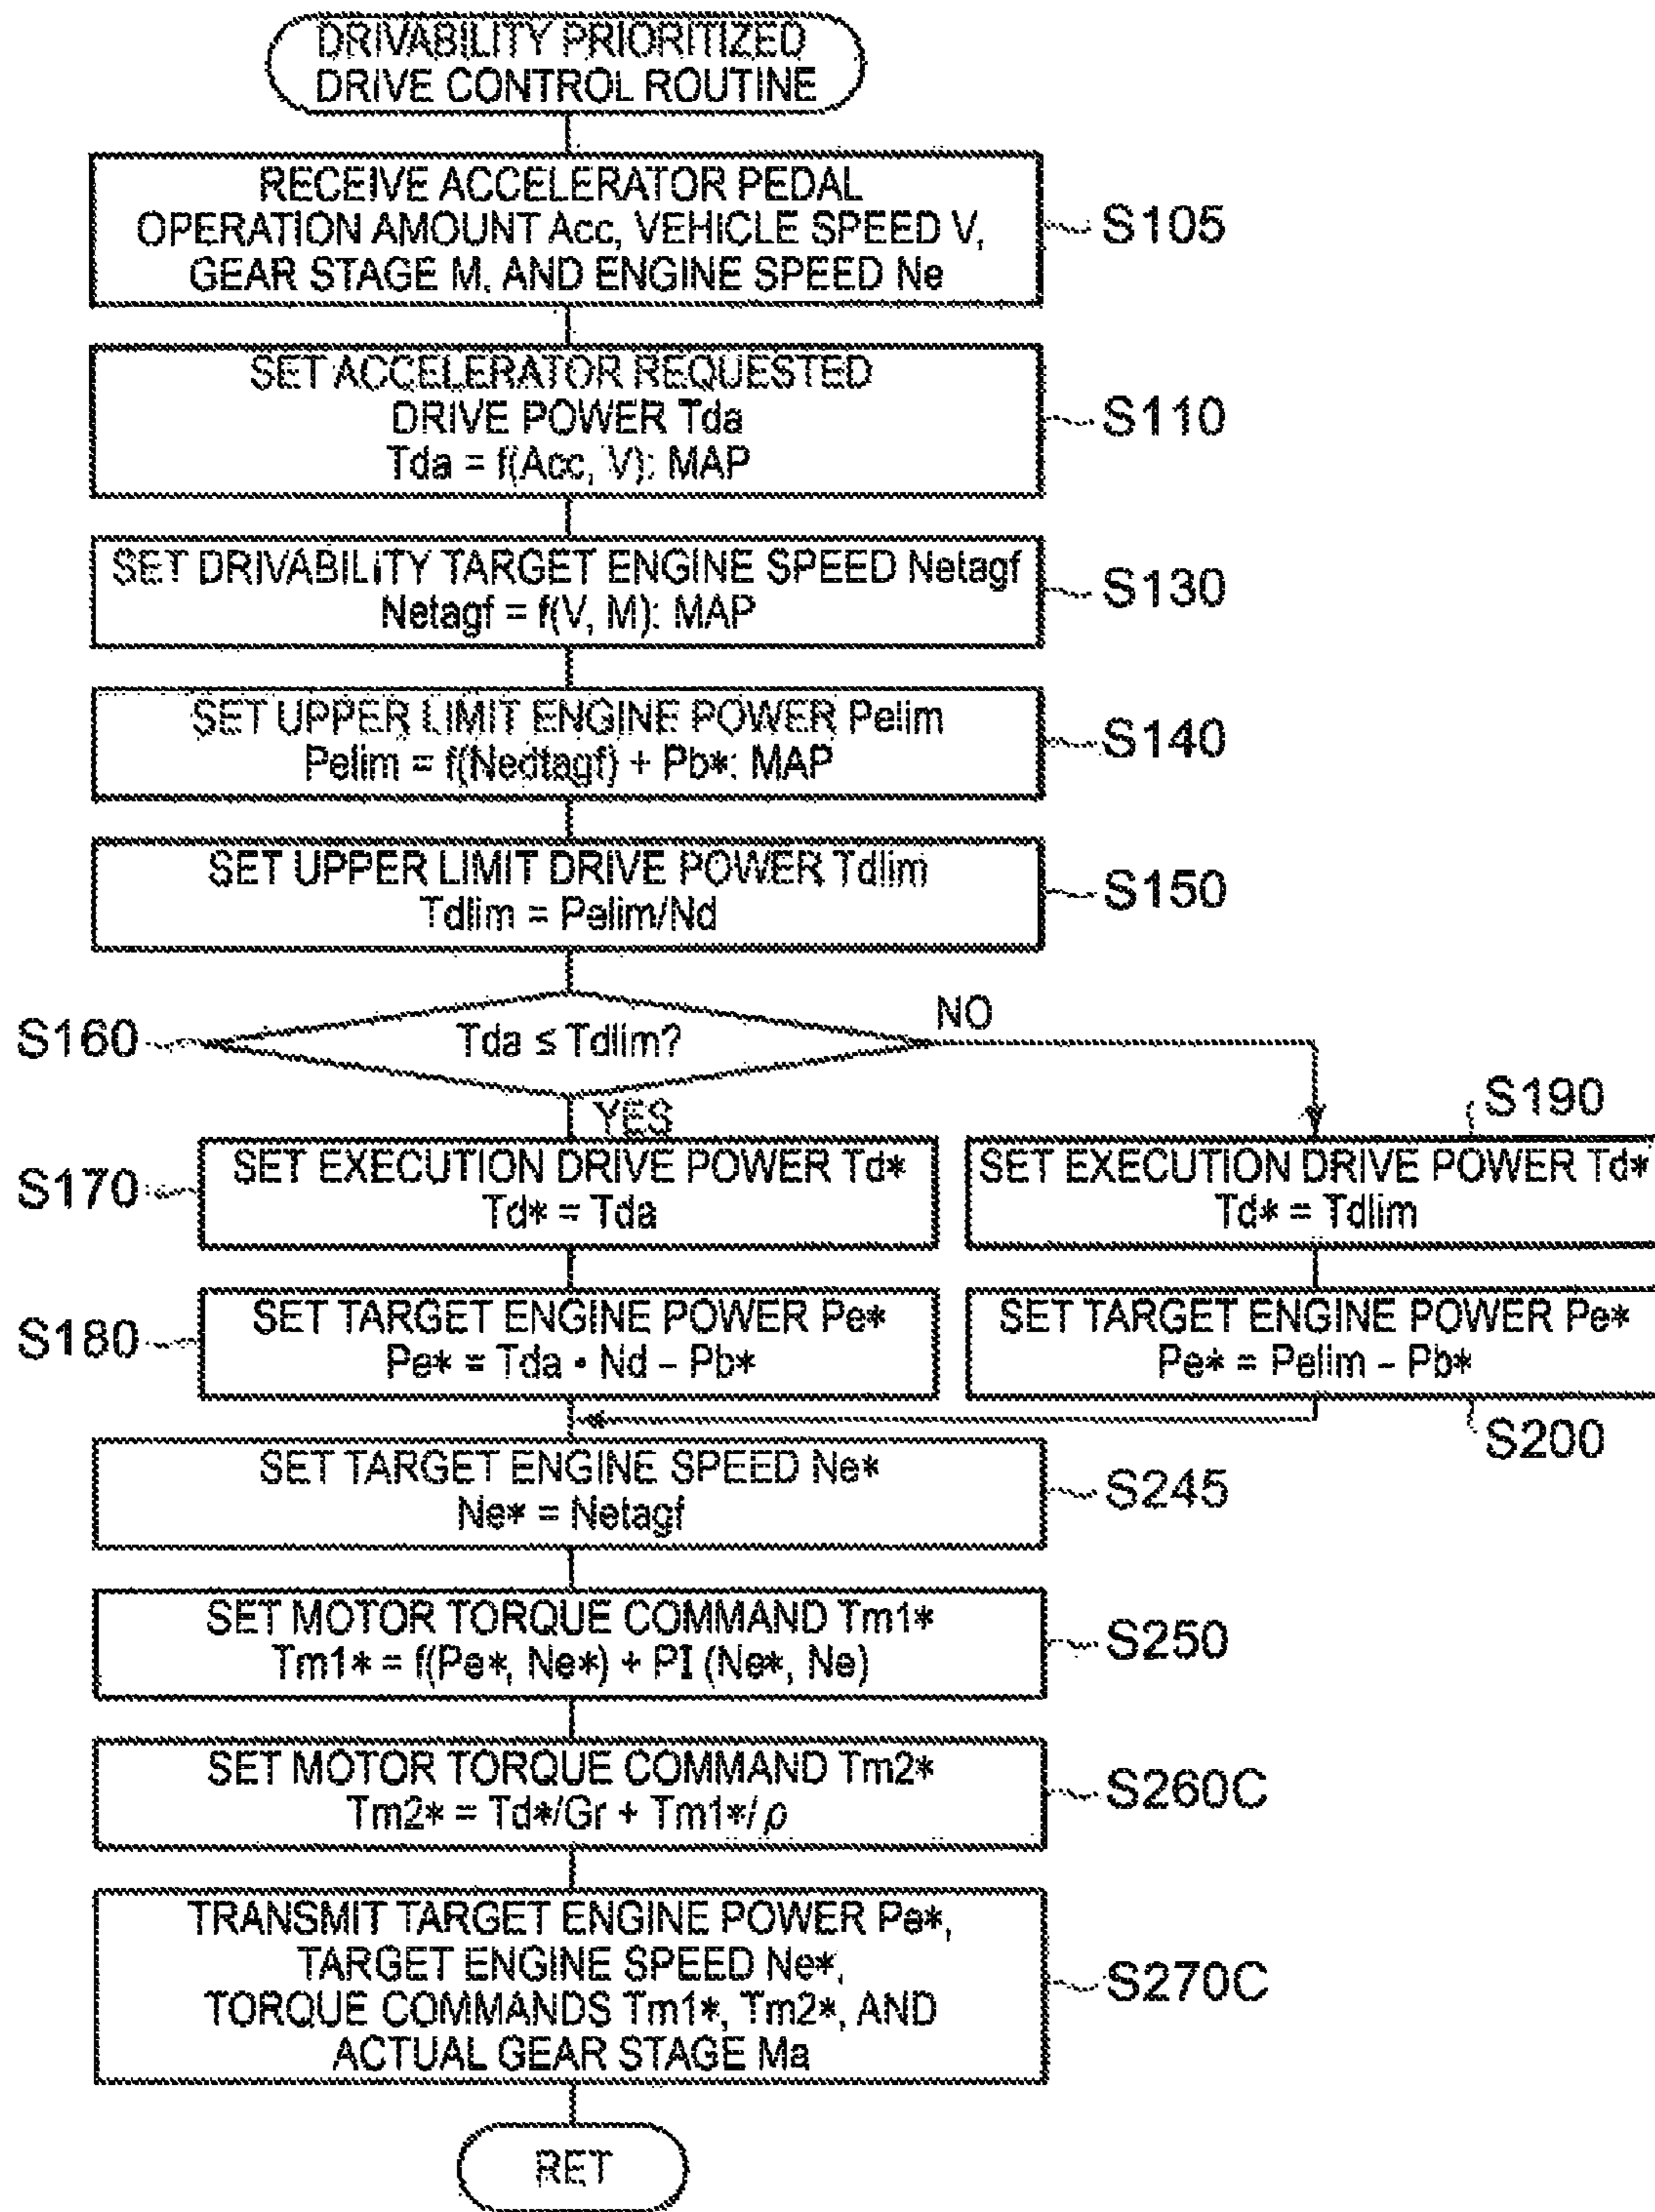 DRIVABILITY PRIORITIZED
DRIVE CONTROL ROUTINE
RECEIVE ACCELERATOR PEDAL
OPERATION AMOUNT Acc, VEHICLE SPEED V,
GEAR STAGE M, AND ENGINE SPEED Ne
S105
SET ACCELERATOR REQUESTED
DRIVE POWER Tda
Tda = f(Acc, V): MAP
S110
SET DRIVABILITY TARGET ENGINE SPEED Netagf
Netagf = f(V, M): MAP
S130
SET UPPER LIMIT ENGINE POWER Pelim
Pelim = f(Nedtagf) + Pb*: MAP
S140
SET UPPER LIMIT DRIVE POWER Tdlim
Tdlim = Pelim/Nd
S150
S160
Tda ≤ Tdlim?
NO
YES
S190
S170
SET EXECUTION DRIVE POWER Td*
Td* = Tda
SET EXECUTION DRIVE POWER Td*
Td* = Tdlim
S180
SET TARGET ENGINE POWER Pe*
Pe* = Tda • Nd – Pb*
SET TARGET ENGINE POWER Pe*
Pe* = Pelim – Pb*
S200
SET TARGET ENGINE SPEED Ne*
Ne* = Netagf
S245
SET MOTOR TORQUE COMMAND Tm1*
Tm1* = f(Pe*, Ne*) + PI (Ne*, Ne)
S250
SET MOTOR TORQUE COMMAND Tm2*
Tm2* = Td*/Gr + Tm1*/ρ
S260C
TRANSMIT TARGET ENGINE POWER Pe*,
TARGET ENGINE SPEED Ne*,
TORQUE COMMANDS Tm1*, Tm2*, AND
ACTUAL GEAR STAGE Ma
S270C
RET